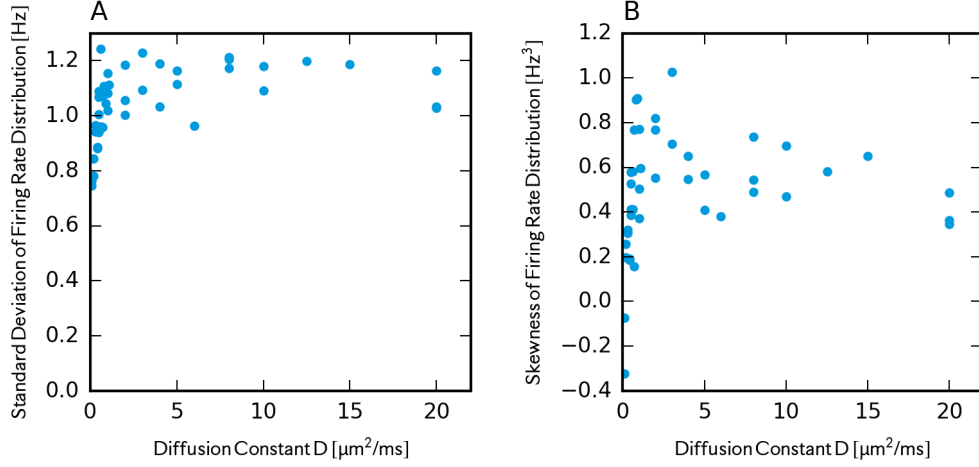 A
Standard Deviation of Firing Rate Distribution [Hz]
1.2
1.0
0.8
0.6
0.4
0.2
0.0
0 5 10 15 20
Diffusion Constant D [μm²/ms]
B
Skewness of Firing Rate Distribution [Hz³]
1.2
1.0
0.8
0.6
0.4
0.2
0.0
−0.2
−0.4
0 5 10 15 20
Diffusion Constant D [μm²/ms]